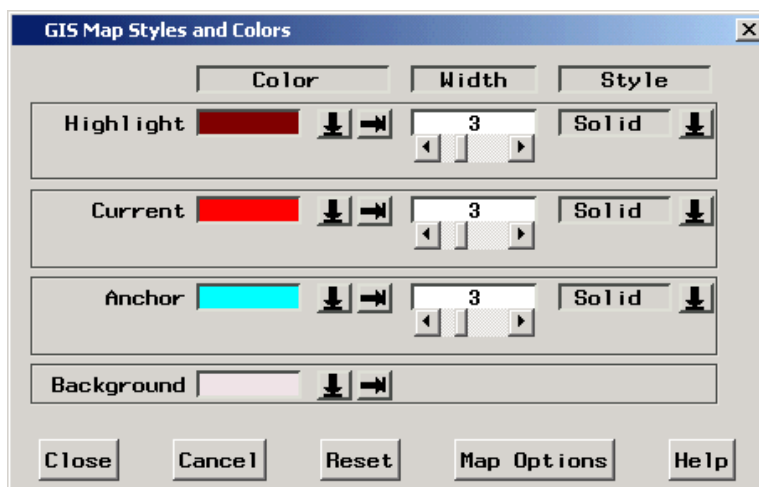 GIS Map Styles and Colors
Color Width Style
Highlight 3 Solid
Current 3 Solid
Anchor 3 Solid
Background
Close Cancel Reset Map Options Help